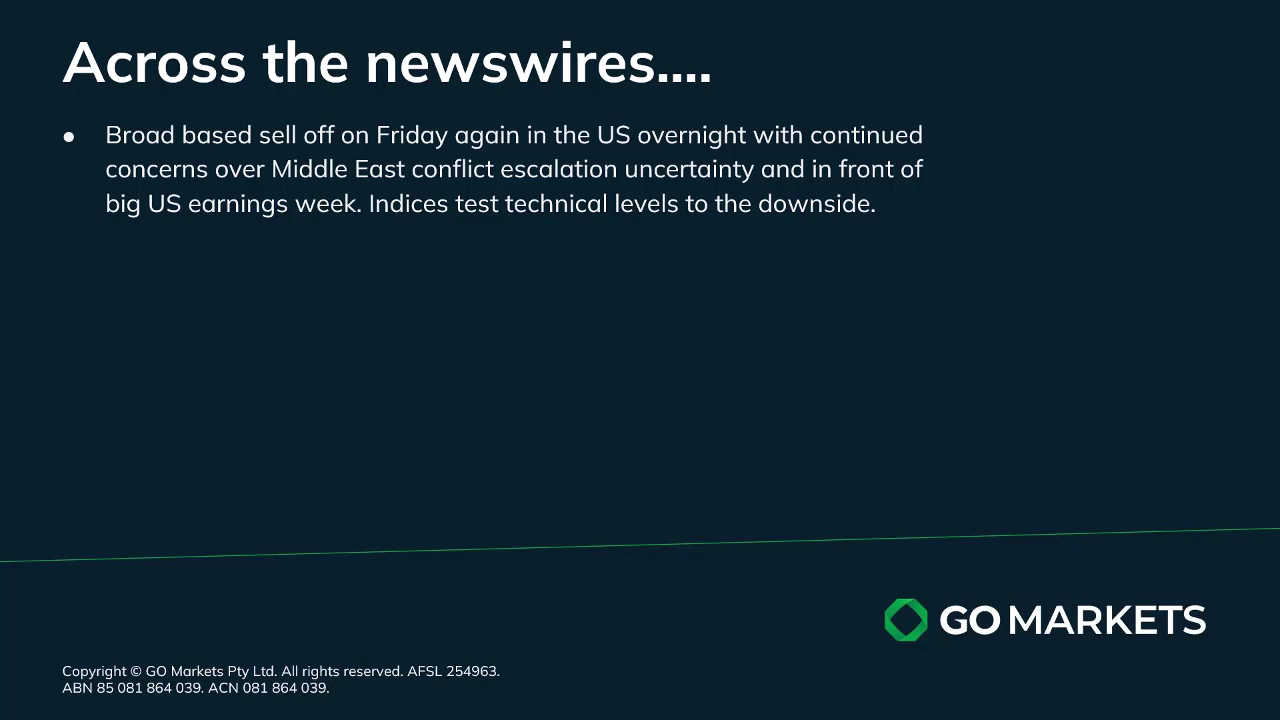 Across the newswires....
● Broad based sell off on Friday again in the US overnight with continued
concerns over Middle East conflict escalation uncertainty and in front of
big US earnings week. Indices test technical levels to the downside.
GO MARKETS
Copyright © GO Markets Pty Ltd. All rights reserved. AFSL 254963.
ABN 85 081 864 039. ACN 081 864 039.